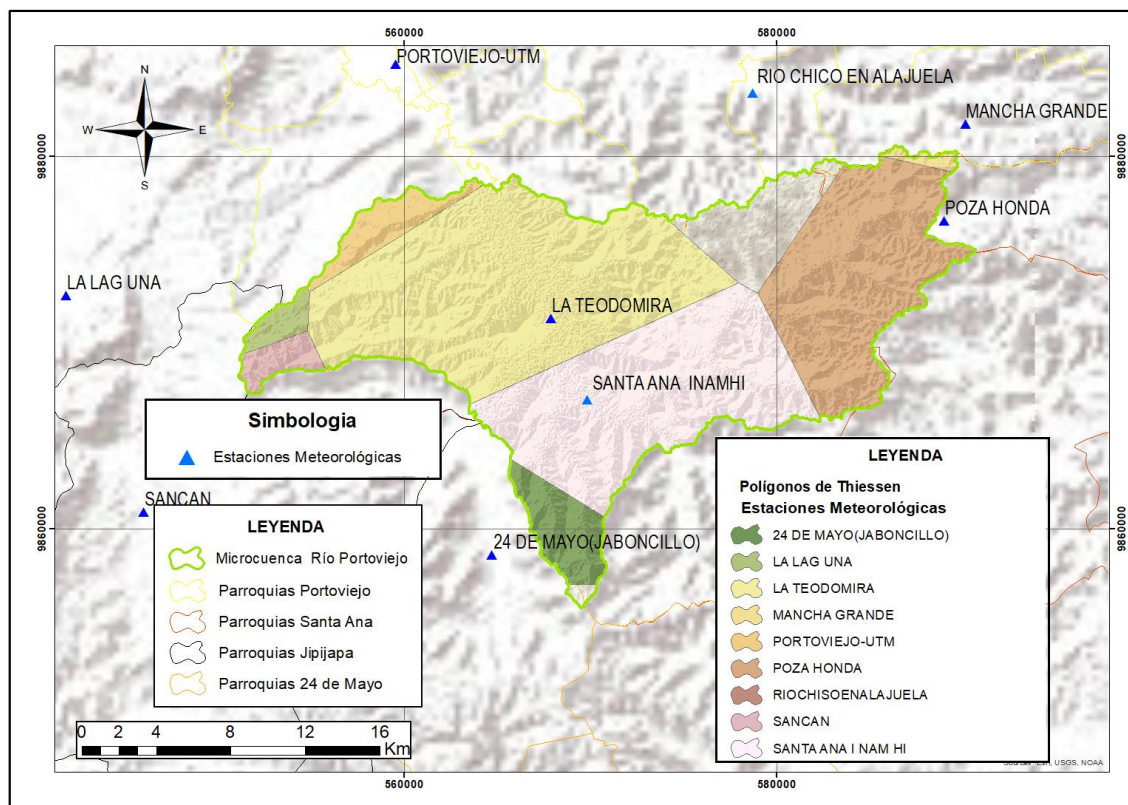 560000
580000
PORTOVIEJO-UTM
RIO CHICO EN ALAJUELA
MANCHA GRANDE
N
W
E
S
9880000
9880000
POZA HONDA
LA LAG UNA
LA TEODOMIRA
SANTA ANA INAMHI
Simbologia
Estaciones Meteorológicas
SANCAN
24 DE MAYO(JABONCILLO)
9860000
9860000
LEYENDA
Microcuenca Río Portoviejo
Parroquias Portoviejo
Parroquias Santa Ana
Parroquias Jipijapa
Parroquias 24 de Mayo
0 2 4 8 12 16
Km
LEYENDA
Polígonos de Thiessen
Estaciones Meteorológicas
24 DE MAYO(JABONCILLO)
LA LAG UNA
LA TEODOMIRA
MANCHA GRANDE
PORTOVIEJO-UTM
POZA HONDA
RIOCHISOENALAJUELA
SANCAN
SANTA ANA I NAM HI
USGS, NOAA
560000
580000